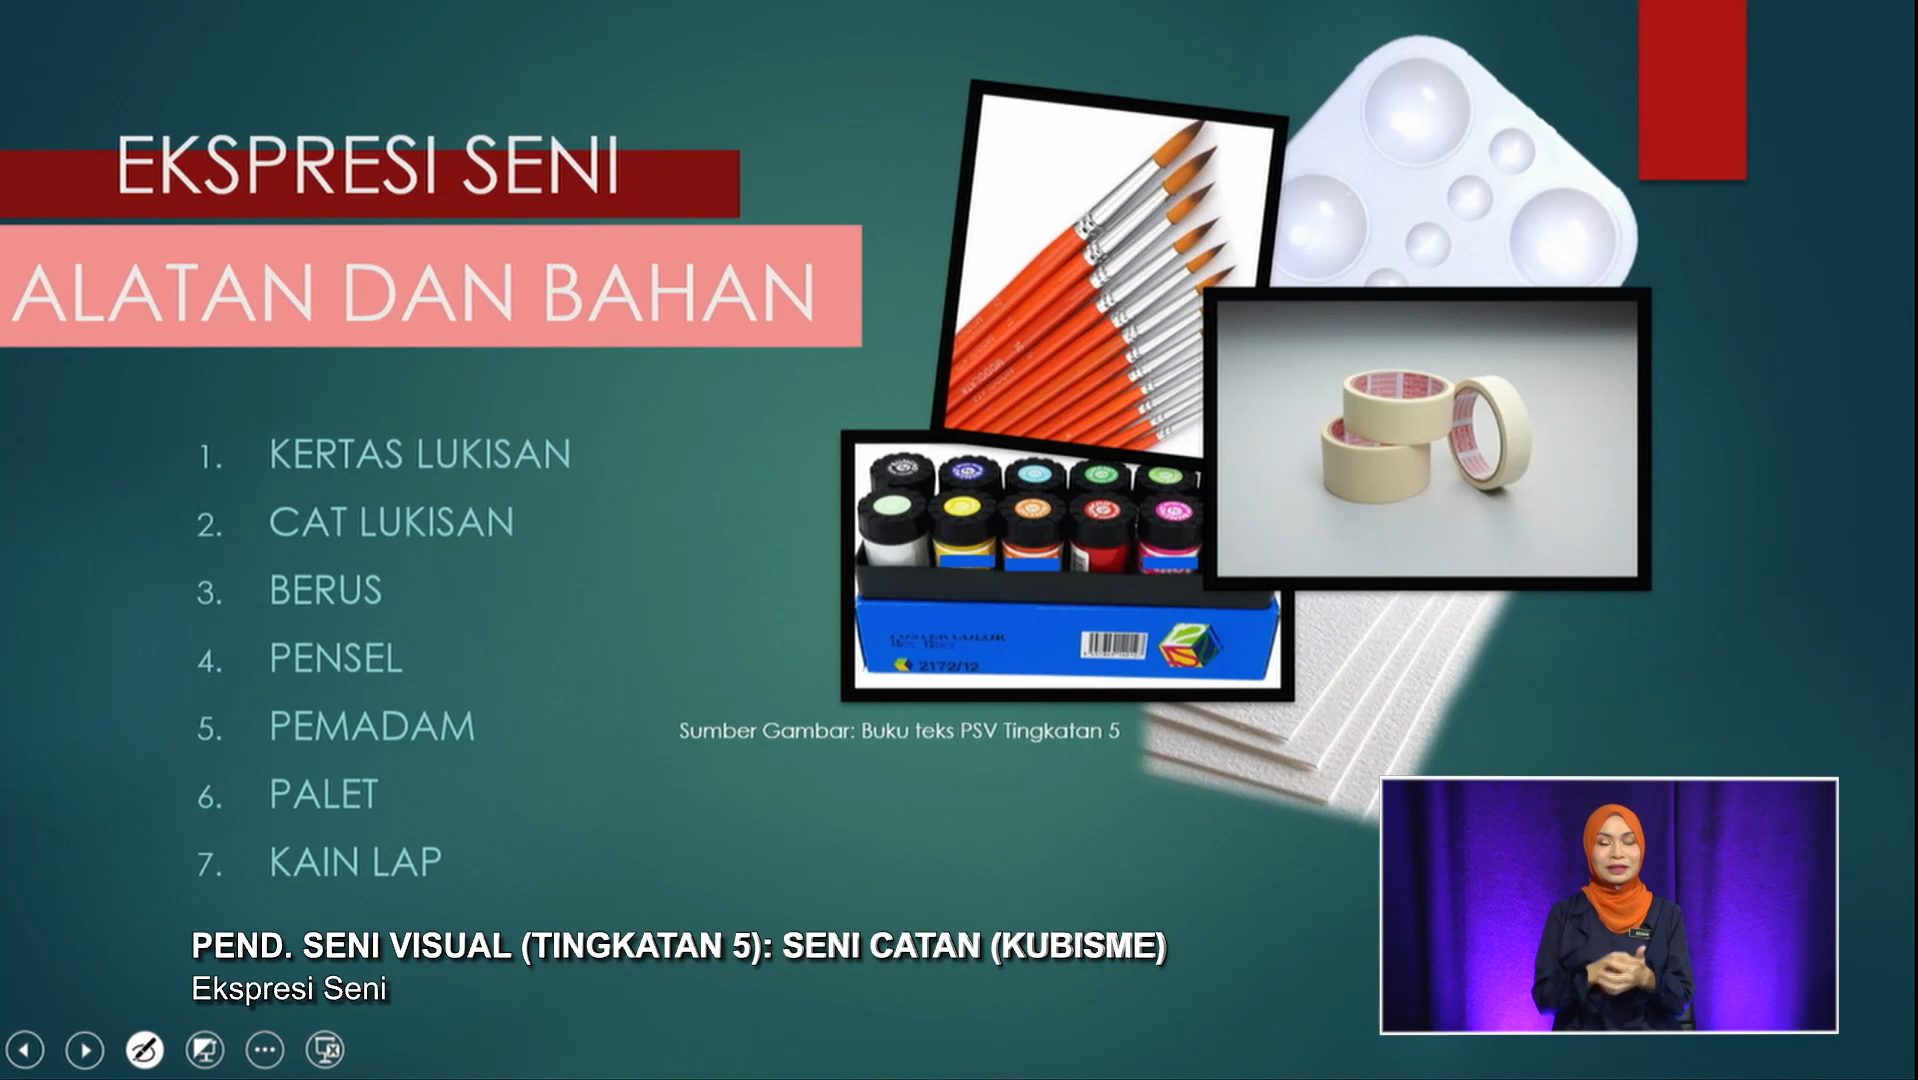 EKSPRESI SENI
ALATAN DAN BAHAN
1. KERTAS LUKISAN
2. CAT LUKISAN
3. BERUS
4. PENSEL
5. PEMADAM
6. PALET
7. KAIN LAP
2172/12
Sumber Gambar: Buku teks PSV Tingkatan 5
PEND. SENI VISUAL (TINGKATAN 5): SENI CATAN (KUBISME)
Ekspresi Seni